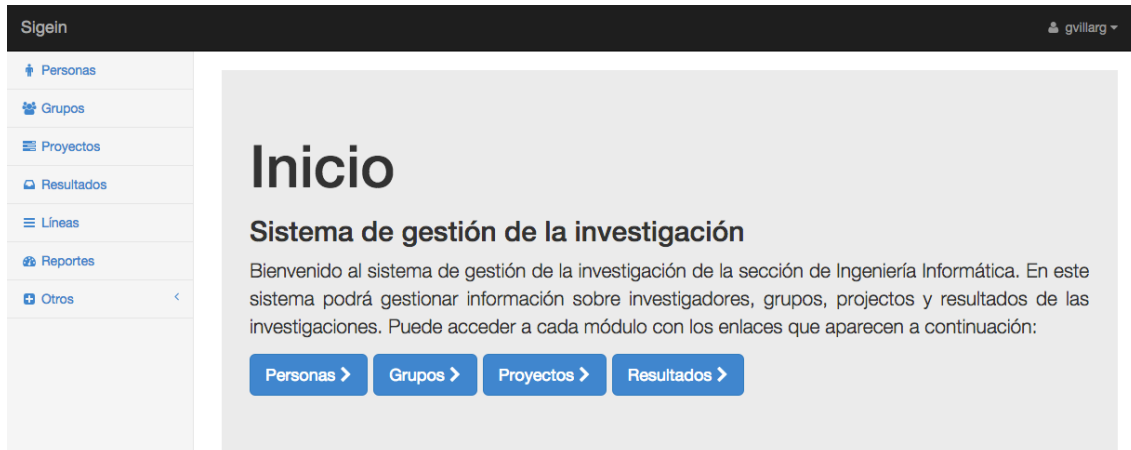 Sigein
gvillarg
Personas
Grupos
Proyectos
Resultados
Líneas
Reportes
Otros
Inicio
Sistema de gestión de la investigación
Bienvenido al sistema de gestión de la investigación de la sección de Ingeniería Informática. En este
sistema podrá gestionar información sobre investigadores, grupos, projectos y resultados de las
investigaciones. Puede acceder a cada módulo con los enlaces que aparecen a continuación:
Personas
Grupos
Proyectos
Resultados